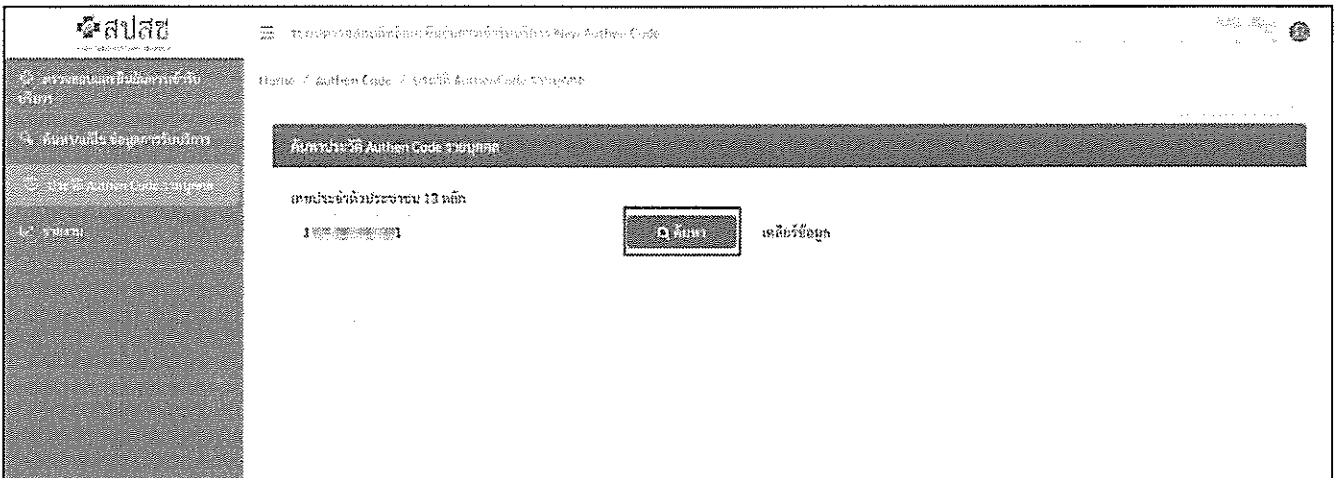 สปสช
ระบบตรวจสอบสิทธิและยืนยันการเข้ารับบริการ New Authen Code
ตรวจสอบและยืนยันการเข้ารับ
บริการ
Home / Authen Code / ประวัติ AuthenCode รายบุคคล
ค้นหา/แก้ไข ข้อมูลการรับบริการ
ค้นหาประวัติ Authen Code รายบุคคล
ประวัติ Authen Code รายบุคคล
เลขประจำตัวประชาชน 13 หลัก
รายงาน
1 1
ค้นหา
เคลียร์ข้อมูล